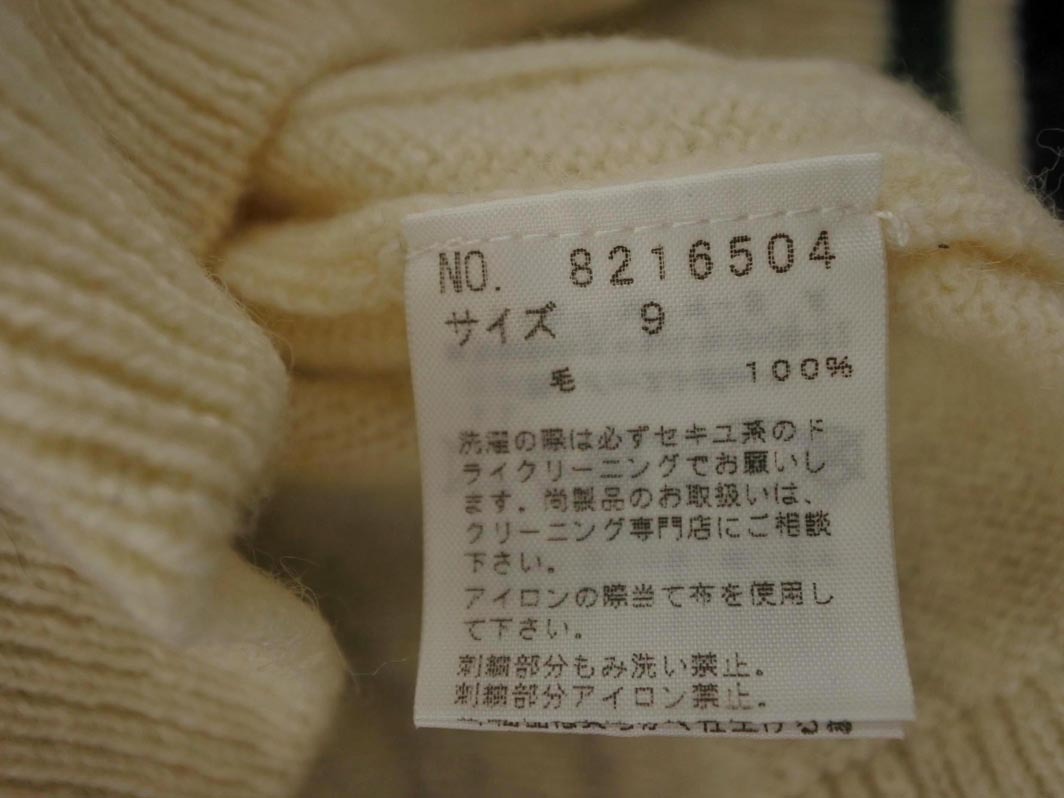 NO. 8216504
サイズ 9
毛 100%
洗濯の際は必ずセキユ系のド
ライクリーニングでお願いし
ます。尚製品のお取扱いは、
クリーニング専門店にご相談
下さい。
アイロンの際当て布を使用し
て下さい。
刺繍部分もみ洗い禁止。
刺繍部分アイロン禁止。